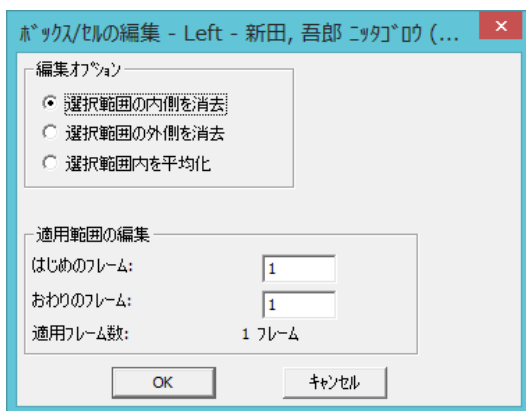 ﾎﾞｯｸｽ/ｾﾙの編集 - Left - 新田, 吾郎 ﾆｯﾀｺﾞﾛｳ (...
編集ｵﾌﾟｼｮﾝ
選択範囲の内側を消去
選択範囲の外側を消去
選択範囲内を平均化
適用範囲の編集
はじめのﾌﾚｰﾑ: 1
おわりのﾌﾚｰﾑ: 1
適用ﾌﾚｰﾑ数: 1 ﾌﾚｰﾑ
OK ｷｬﾝｾﾙ